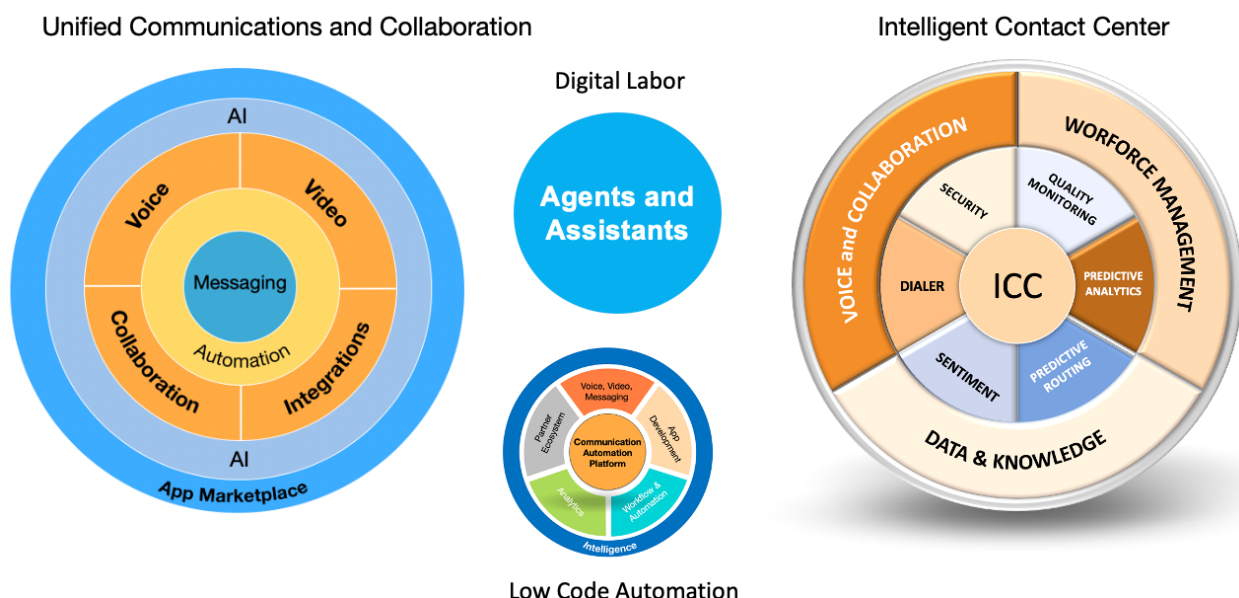 Unified Communications and Collaboration
AI
Voice
Video
Messaging
Automation
Collaboration
Integrations
AI
App Marketplace
Digital Labor
Agents and
Assistants
Voice, Video,
Messaging
Partner
Ecosystem
App
Development
Communication
Automation
Platform
Analytics
Workflow &
Automation
Intelligence
Low Code Automation
Intelligent Contact Center
VOICE and COLLABORATION
WORFORCE MANAGEMENT
SECURITY
QUALITY
MONITORING
DIALER
ICC
PREDICTIVE
ANALYTICS
SENTIMENT
PREDICTIVE
ROUTING
DATA & KNOWLEDGE